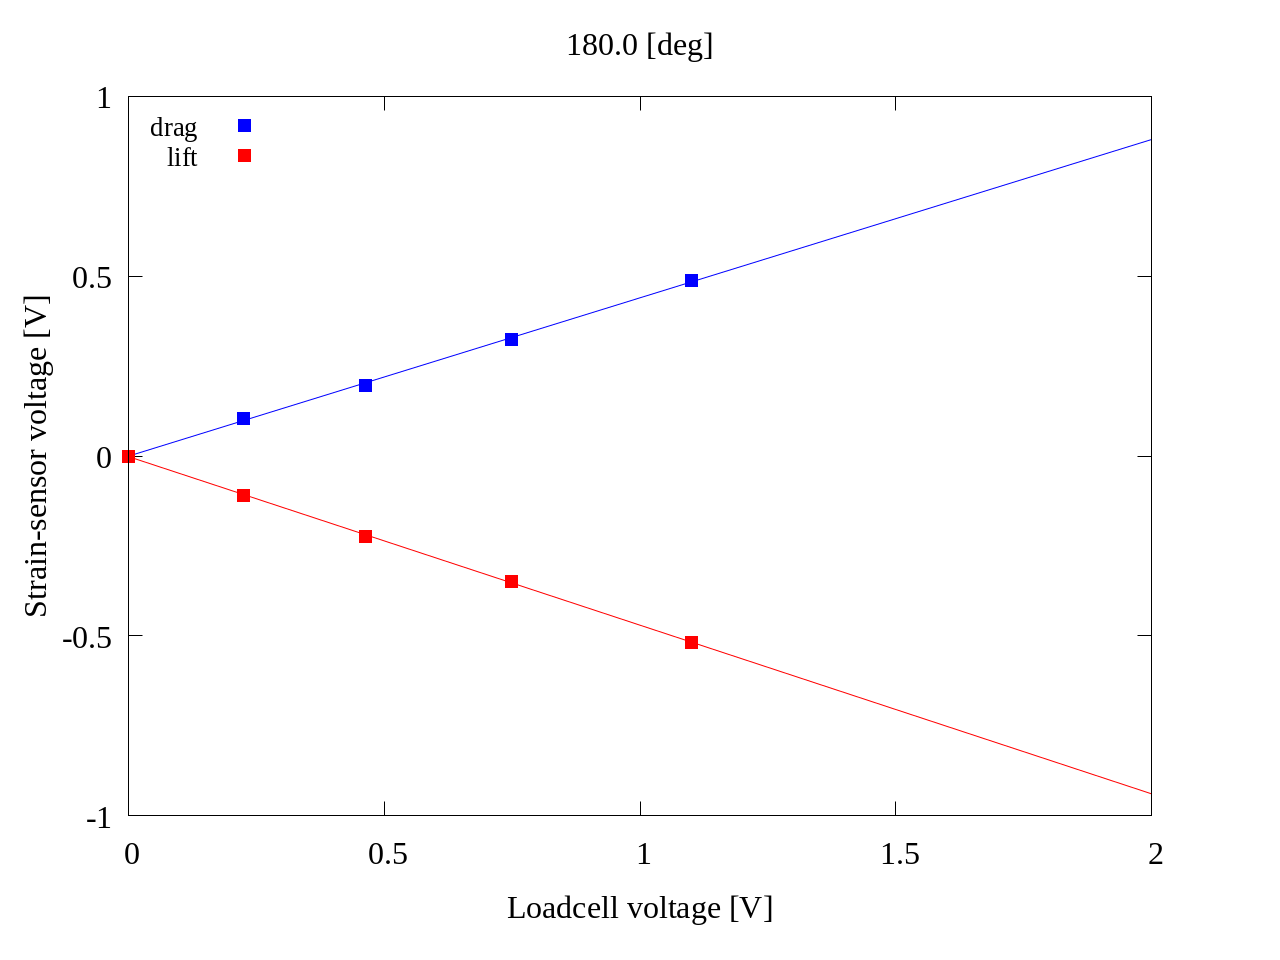 180.0 [deg]
drag
lift
1
0.5
0
-0.5
-1
Strain-sensor voltage [V]
0 0.5 1 1.5 2
Loadcell voltage [V]